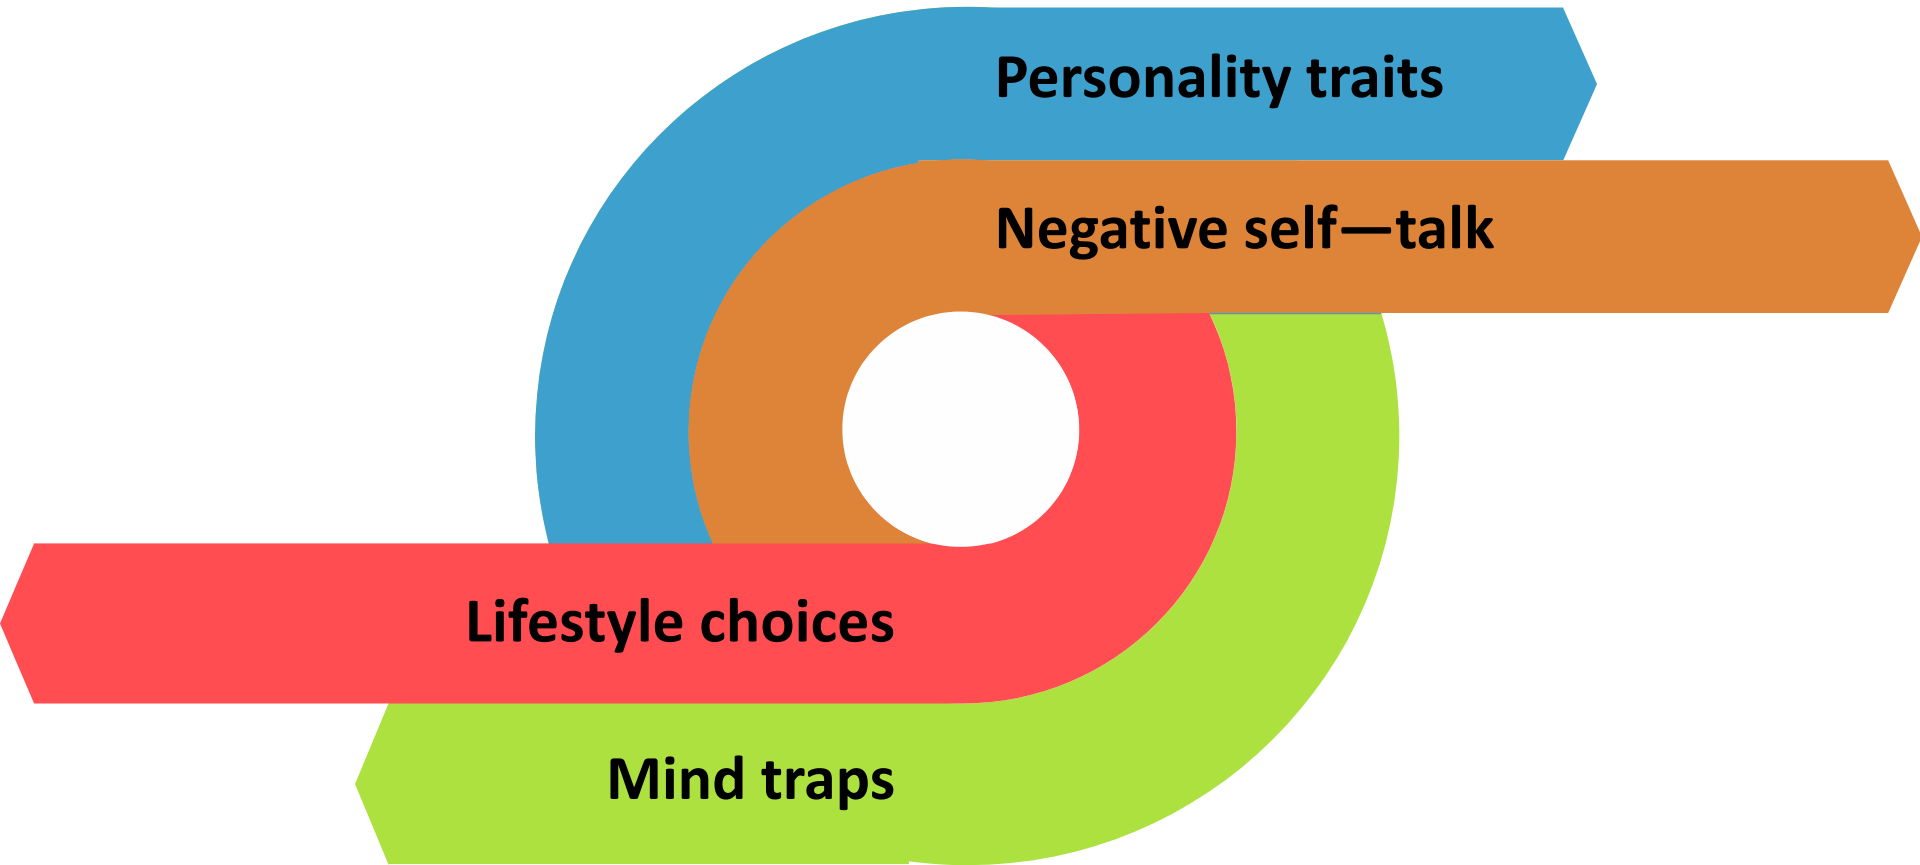 Personality traits
Negative self—talk
Lifestyle choices
Mind traps